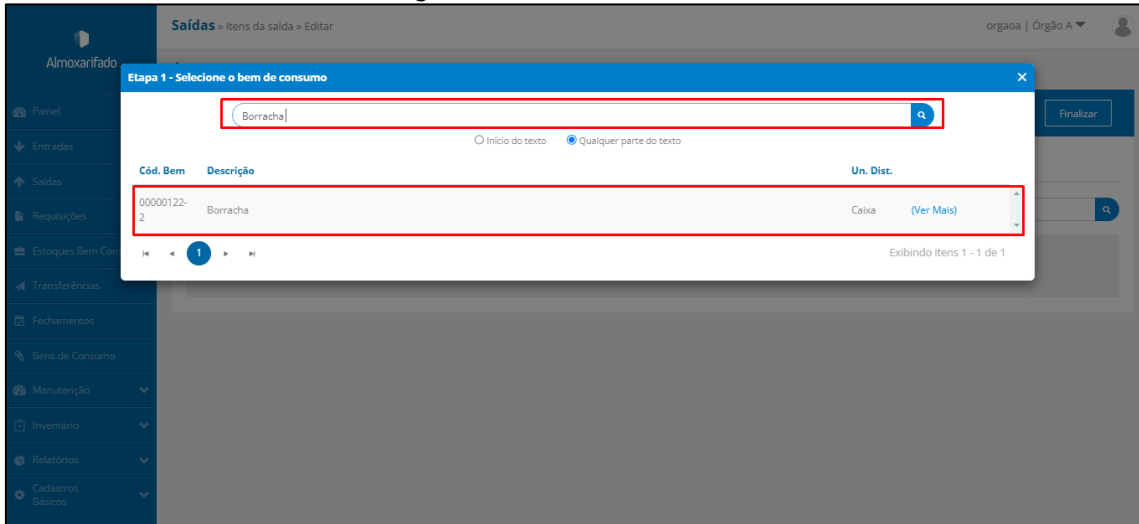 Saídas » Itens da saída » Editar
orgaoa | Órgão A
Almoxarifado
Etapa 1 - Selecione o bem de consumo
Borracha
Finalizar
Início do texto
Qualquer parte do texto
Cód. Bem Descrição Un. Dist.
00000122-
2
Borracha Caixa (Ver Mais)
1
Exibindo itens 1 - 1 de 1
Painel
Entradas
Saídas
Requisições
Estoques Bem Con
Transferências
Fechamentos
Bens de Consumo
Manutenção
Inventário
Relatórios
Cadastros
Básicos